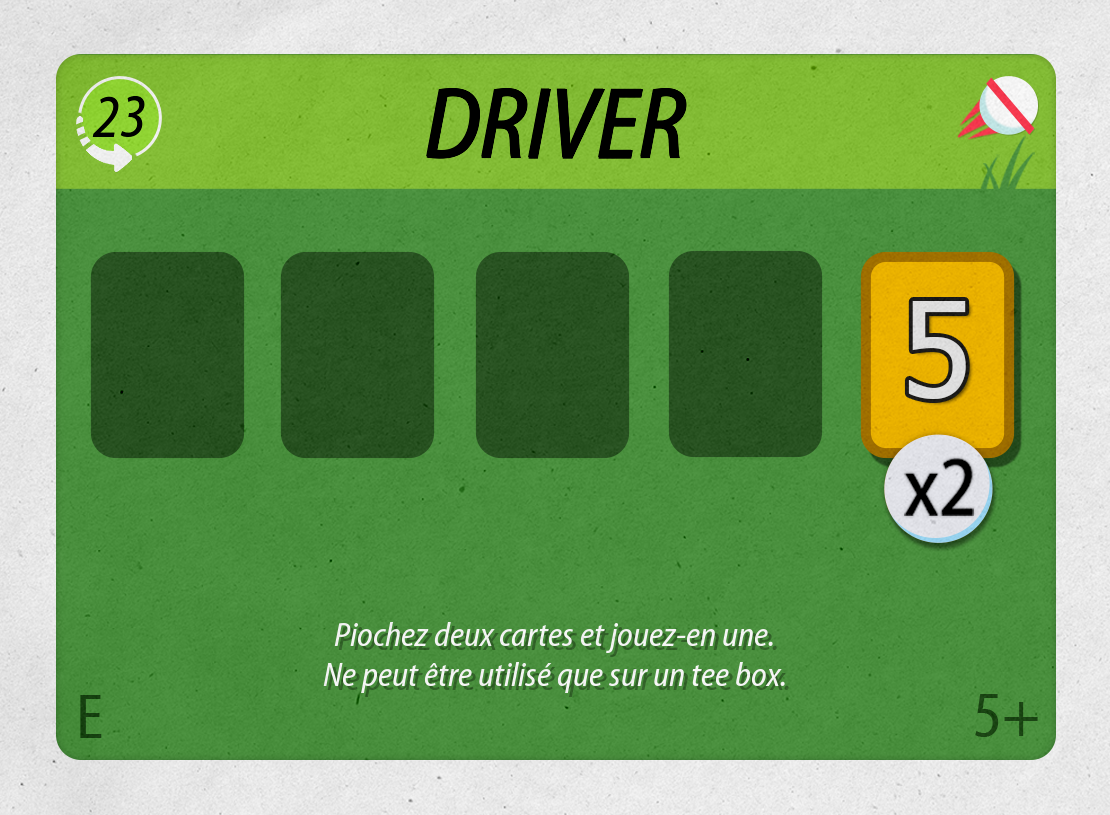 23
DRIVER
5
x2
Piochez deux cartes et jouez-en une.
Ne peut être utilisé que sur un tee box.
E
5+